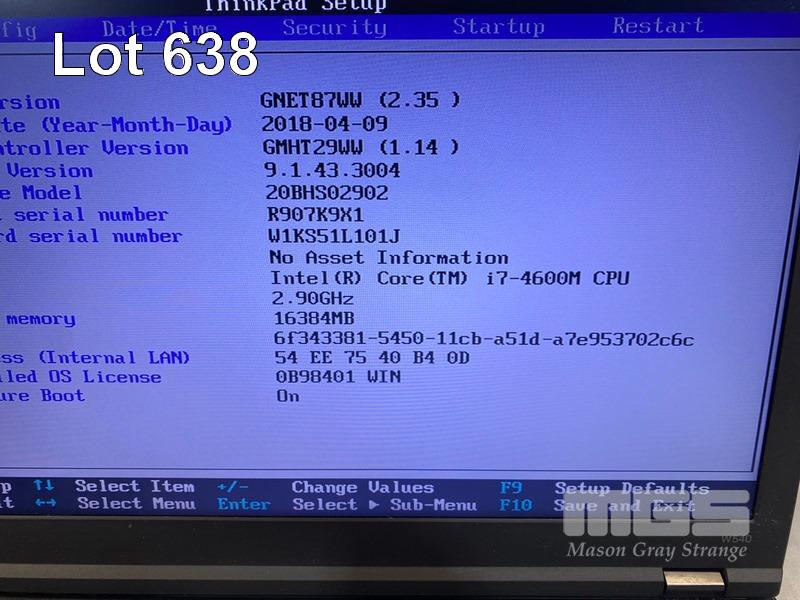 ThinkPad Setup
fig Date/Time Security Startup Restart
Lot 638
rsion GNET87WW (2.35 )
te (Year-Month-Day) 2018-04-09
ntroller Version GMHT29WW (1.14 )
Version 9.1.43.3004
e Model 20BHS02902
serial number R907K9X1
rd serial number W1KS51L101J
No Asset Information
Intel(R) Core(TM) i7-4600M CPU
2.90GHz
memory 16384MB
6f343381-5450-11cb-a51d-a7e953702c6c
ss (Internal LAN) 54 EE 75 40 B4 0D
lled OS License 0B98401 WIN
ure Boot On
p ↑↓ Select Item +/- Change Values F9 Setup Defaults
t ←→ Select Menu Enter Select ▶ Sub-Menu F10 Save and Exit
MGS
W540
Mason Gray Strange